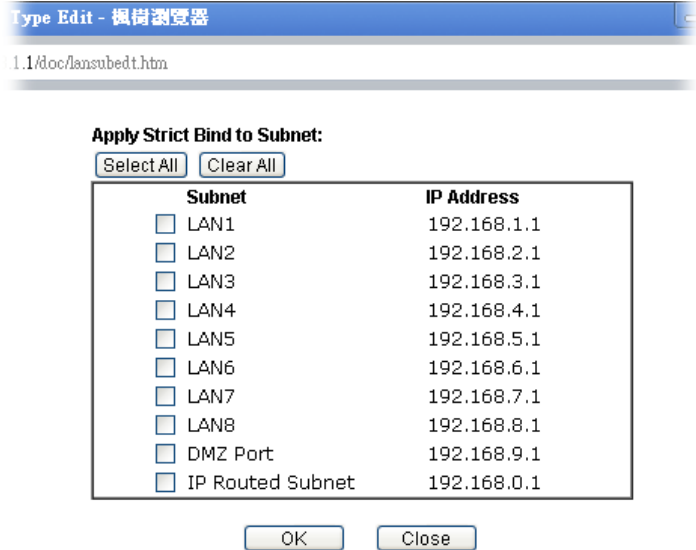 Type Edit - 楓樹瀏覽器
1.1/doc/lansubedt.htm
Apply Strict Bind to Subnet:
Select All Clear All
Subnet IP Address
LAN1 192.168.1.1
LAN2 192.168.2.1
LAN3 192.168.3.1
LAN4 192.168.4.1
LAN5 192.168.5.1
LAN6 192.168.6.1
LAN7 192.168.7.1
LAN8 192.168.8.1
DMZ Port 192.168.9.1
IP Routed Subnet 192.168.0.1
OK Close